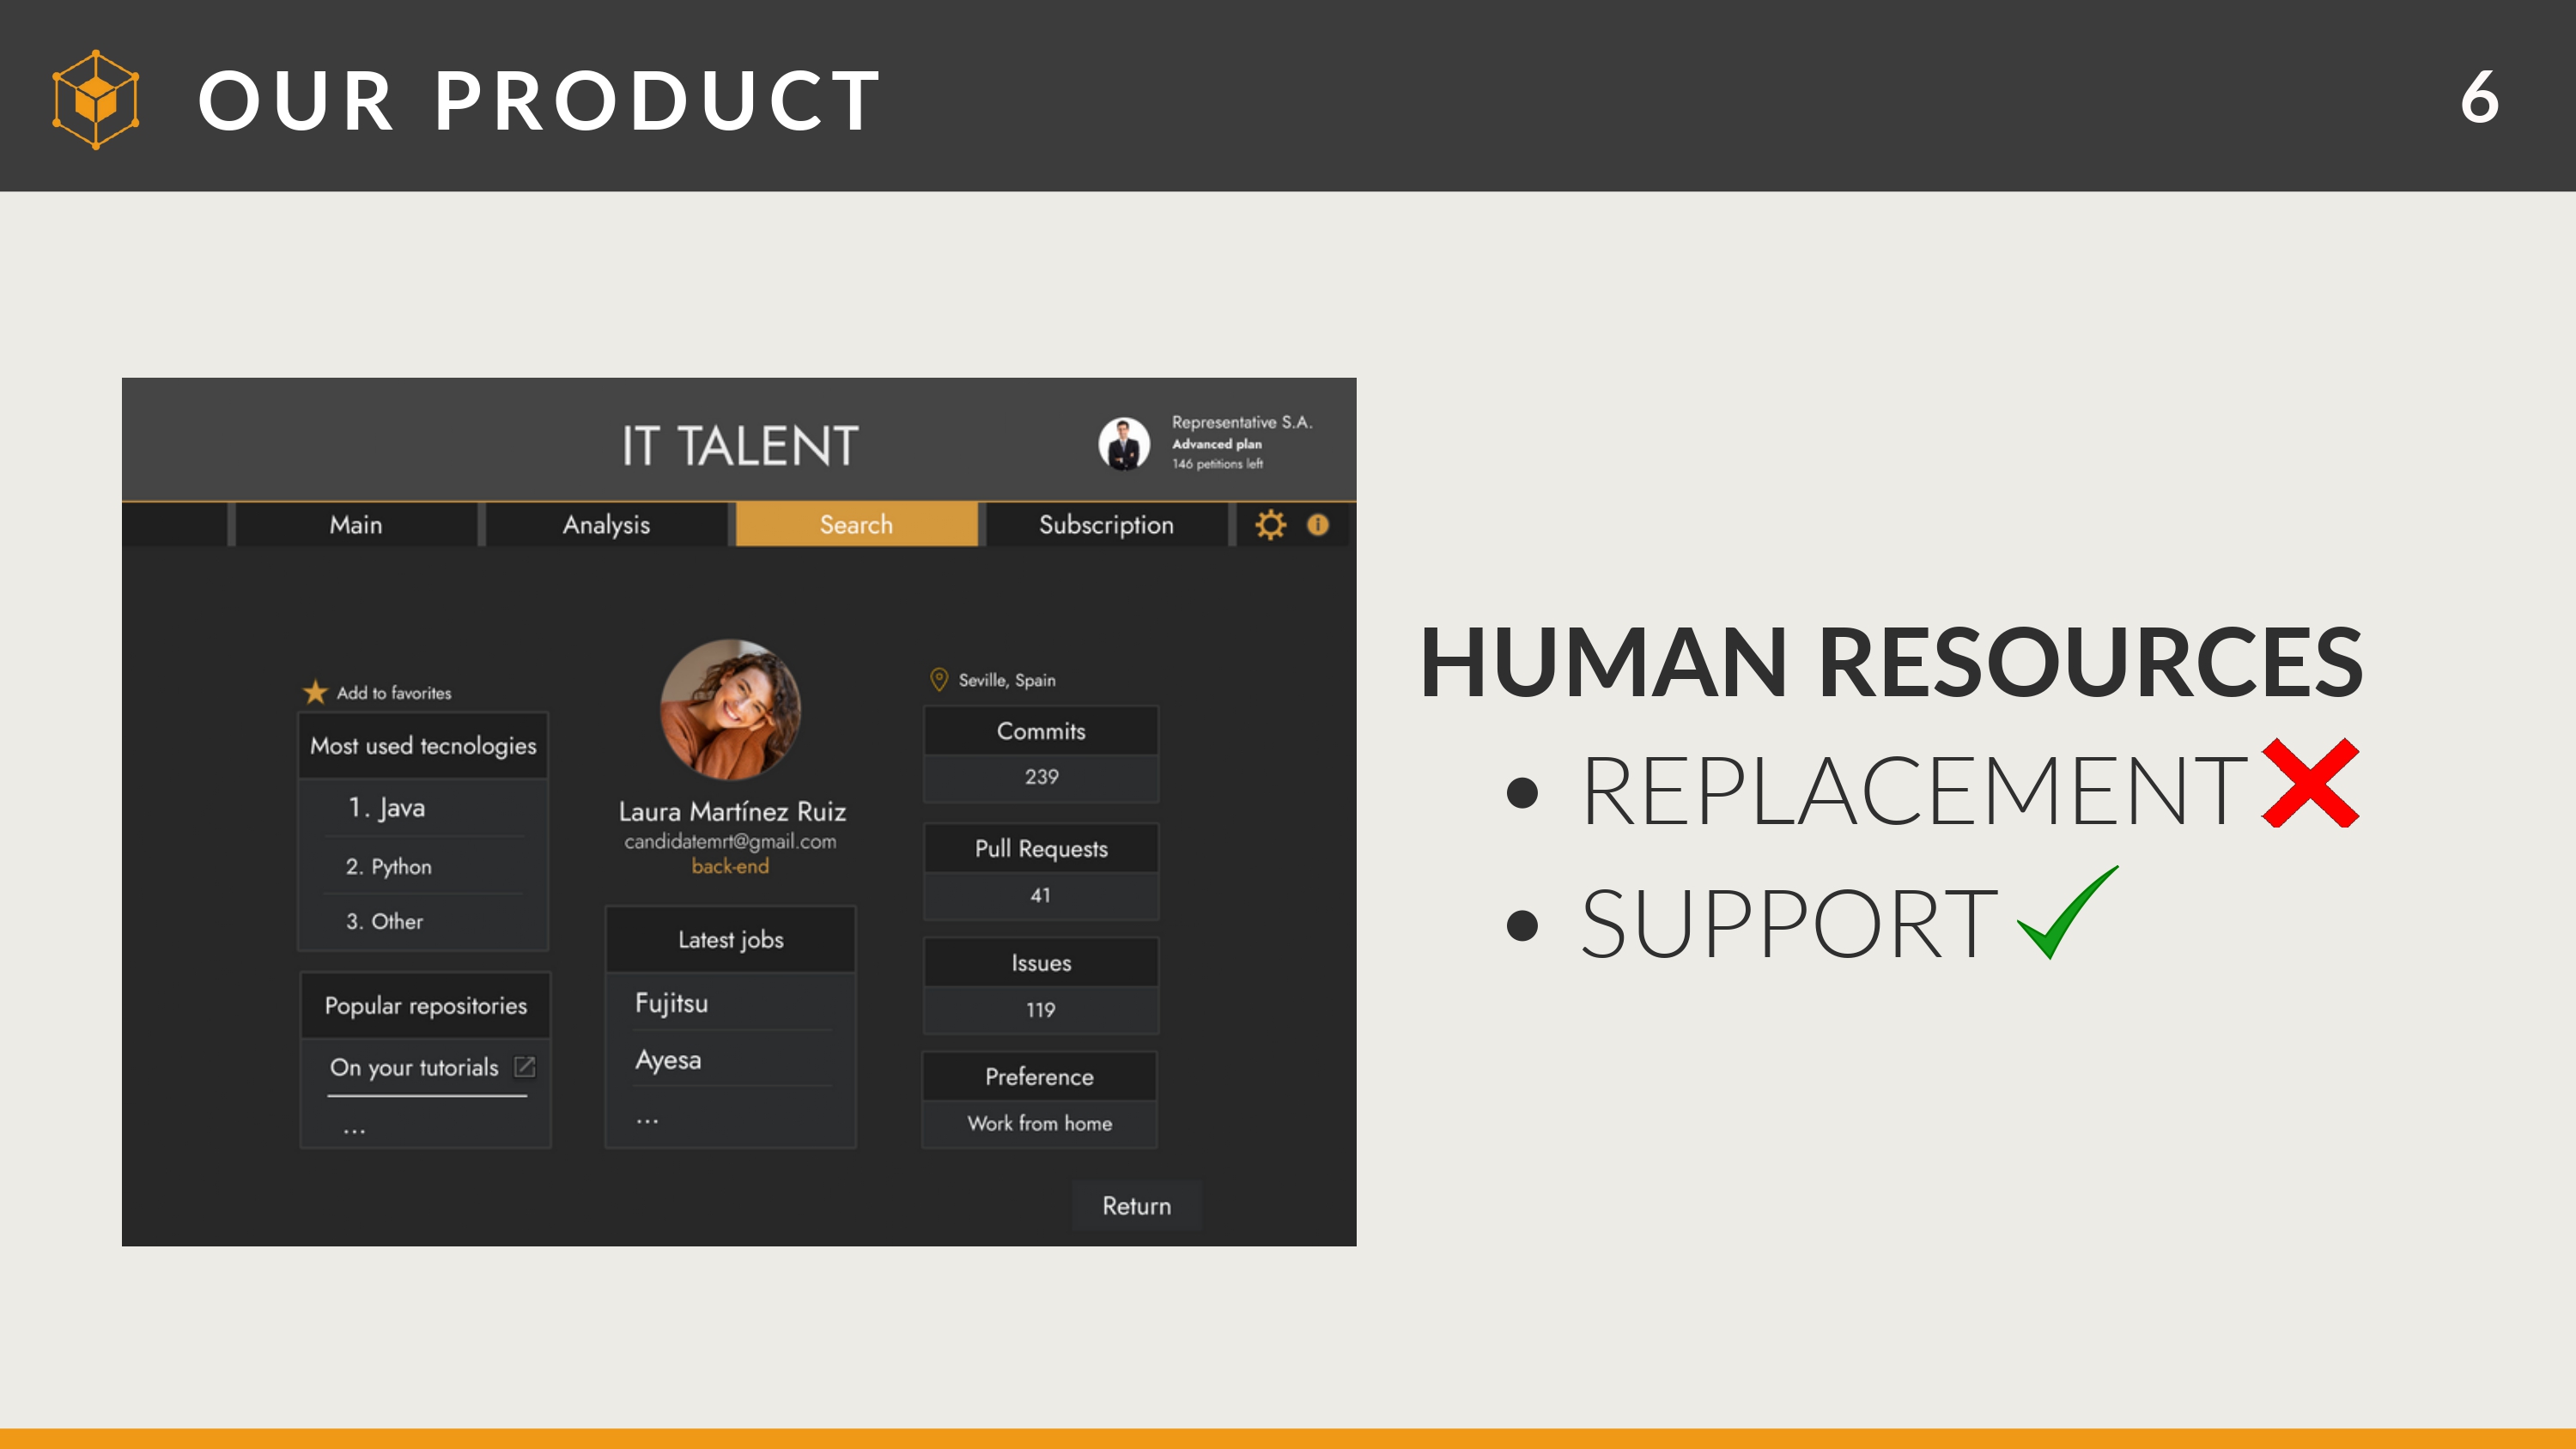 OUR PRODUCT
6
IT TALENT
Representative S.A.
Advanced plan
146 petitions left
Main
Analysis
Search
Subscription
Add to favorites
Most used tecnologies
1. Java
2. Python
3. Other
Popular repositories
On your tutorials
...
Laura Martínez Ruiz
candidatemrt@gmail.com
back-end
Latest jobs
Fujitsu
Ayesa
...
Seville, Spain
Commits
239
Pull Requests
41
Issues
119
Preference
Work from home
Return
HUMAN RESOURCES
• REPLACEMENT
• SUPPORT